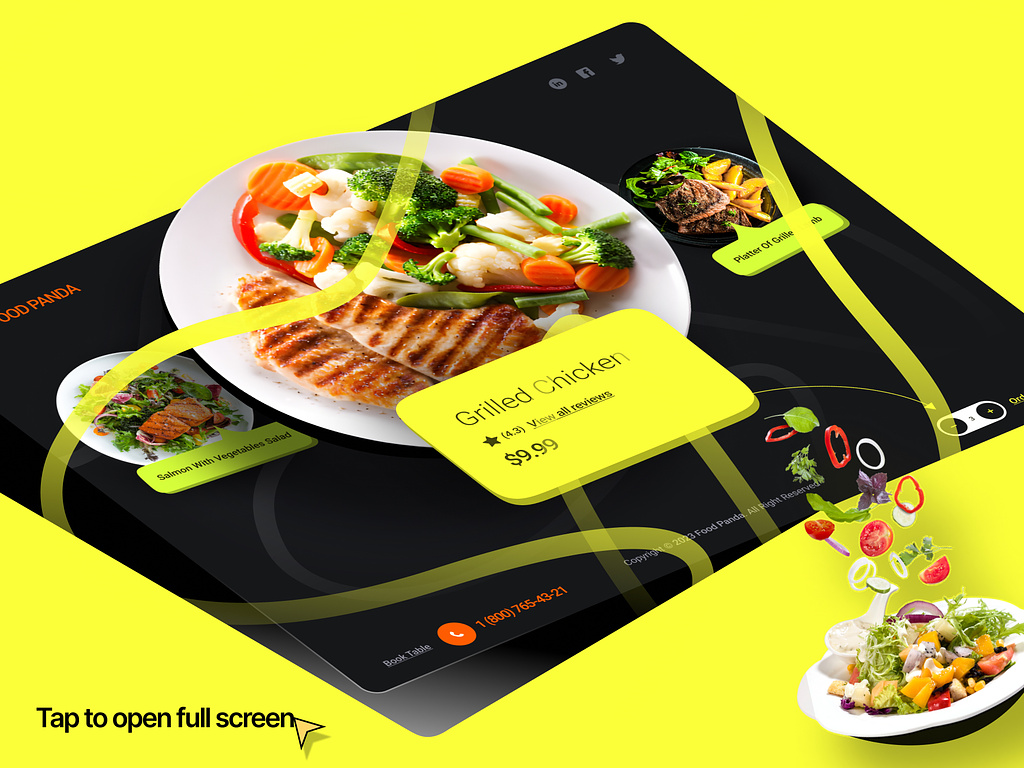 OOD PANDA
Platter Of Grille mb
Grilled Chicken
(4.3) View all reviews
$9.99
Salmon With Vegetables Salad
3
Copyright © 2023 Food Panda. All Right Reserved
Book Table
1 (800) 765-43-21
Tap to open full screen